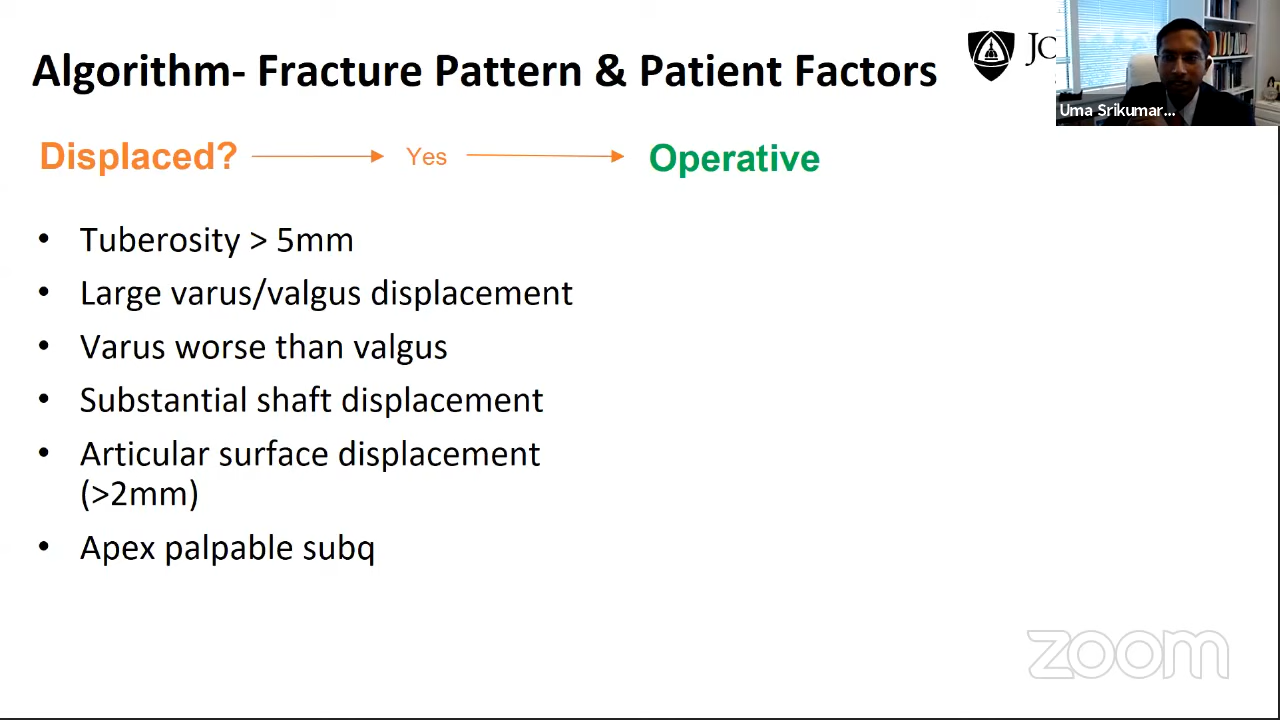 Algorithm- Fracture Pattern & Patient Factors
JO
Uma Srikumar...
Displaced? Yes Operative
• Tuberosity > 5mm
• Large varus/valgus displacement
• Varus worse than valgus
• Substantial shaft displacement
• Articular surface displacement
(>2mm)
• Apex palpable subq
zoom